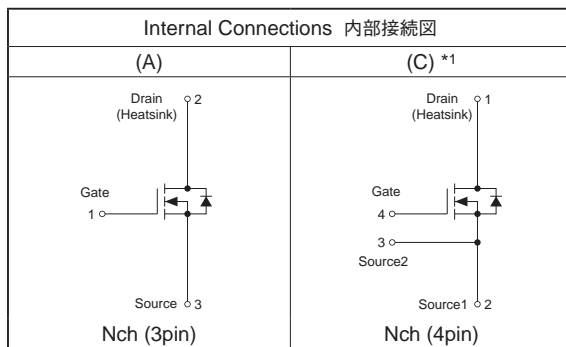 Internal Connections 内部接続図
(A)
(C) *1
Drain
(Heatsink)
2
Gate
1
Source 3
Nch (3pin)
Drain
(Heatsink)
1
Gate
4
3
Source2
Source1 2
Nch (4pin)